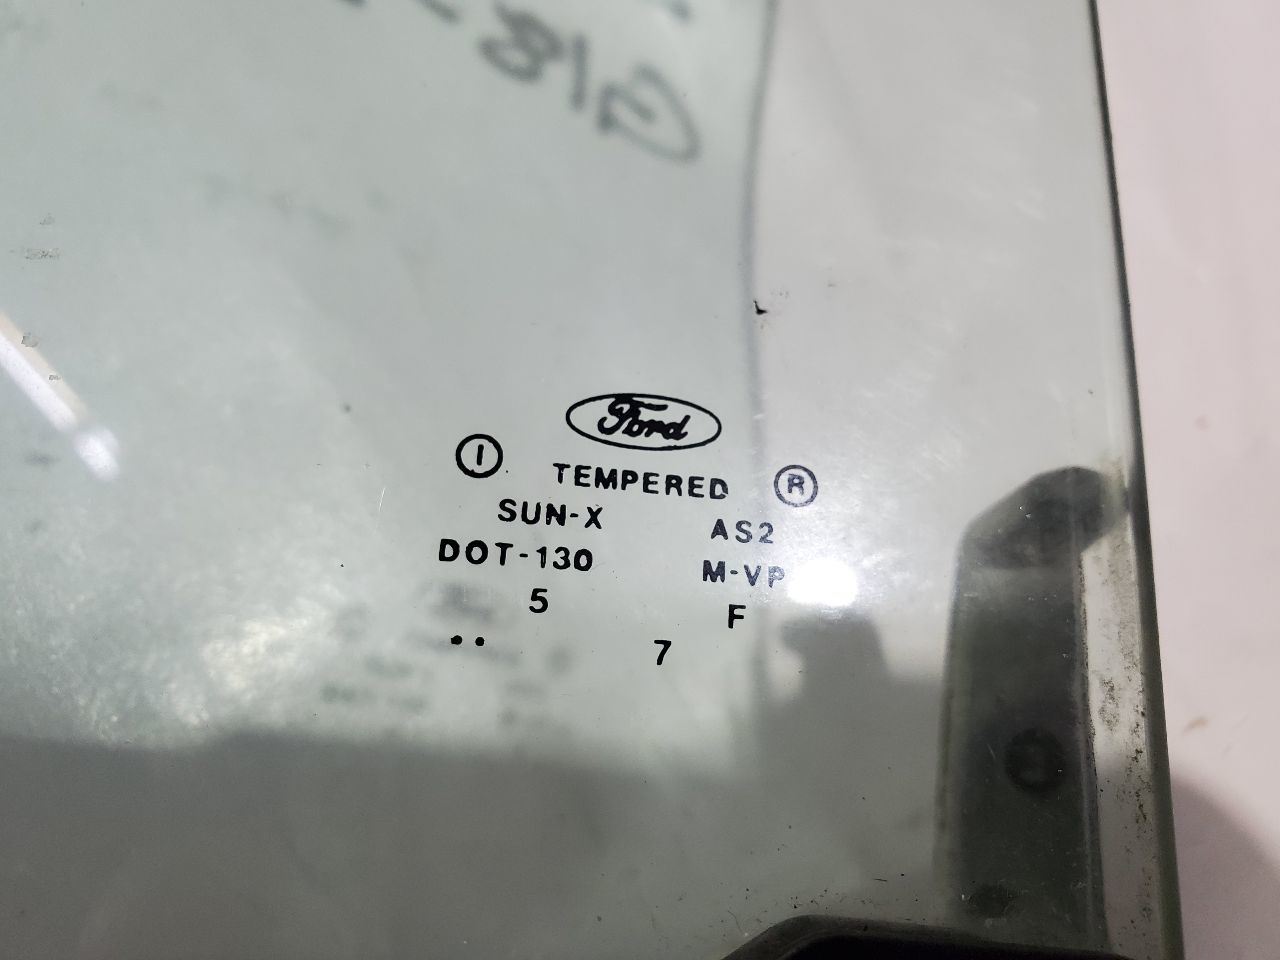 Ford
I TEMPERED R
SUN-X AS2
DOT-130 M-VP
5 F
.. 7